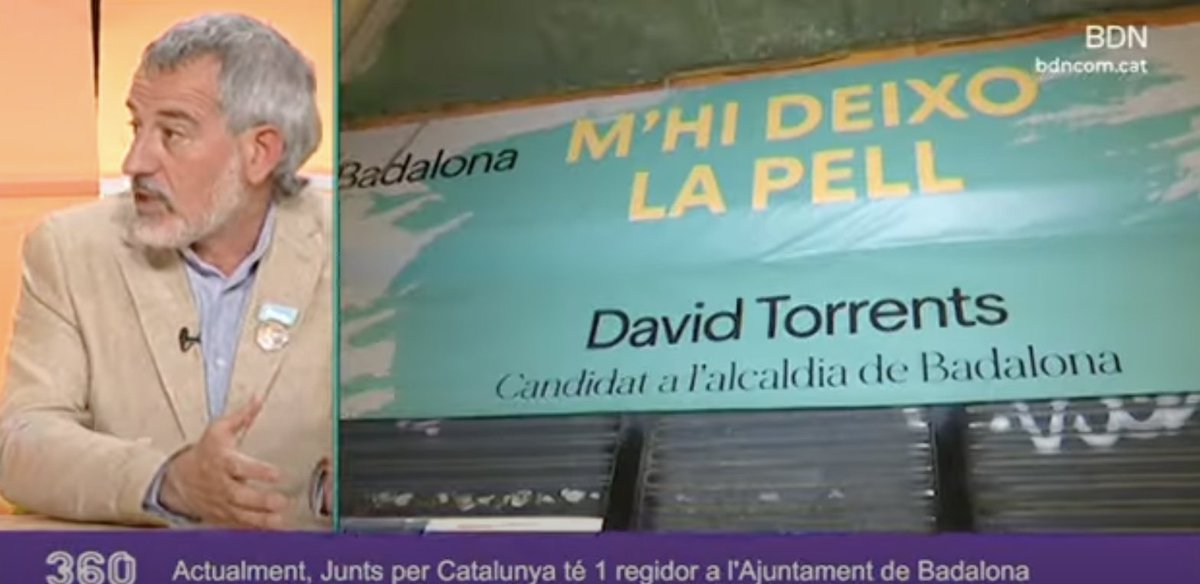 BDN
bdncom.cat
Badalona
M'HI DEIXO
LA PELL
David Torrents
Candidat a l'alcaldia de Badalona
360
Actualment, Junts per Catalunya té 1 regidor a l'Ajuntament de Badalona